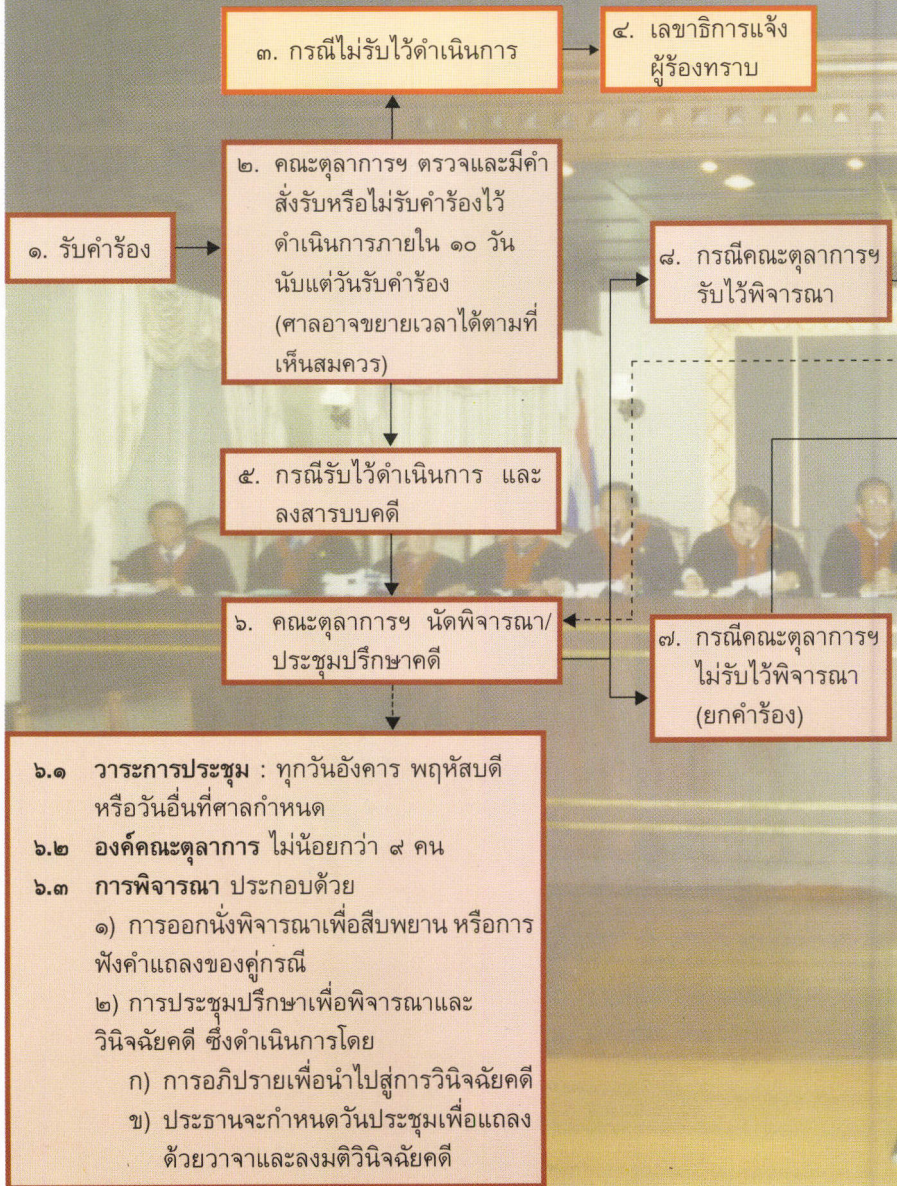 ๓. กรณีไม่รับไว้ดำเนินการ
๔. เลขาธิการแจ้ง
ผู้ร้องทราบ
๒. คณะตุลาการฯ ตรวจและมีคำ
สั่งรับหรือไม่รับคำร้องไว้
ดำเนินการภายใน ๑๐ วัน
นับแต่วันรับคำร้อง
(ศาลอาจขยายเวลาได้ตามที่
เห็นสมควร)
๑. รับคำร้อง
๘. กรณีคณะตุลาการฯ
รับไว้พิจารณา
๕. กรณีรับไว้ดำเนินการ และ
ลงสารบบคดี
๖. คณะตุลาการฯ นัดพิจารณา/
ประชุมปรึกษาคดี
๗. กรณีคณะตุลาการฯ
ไม่รับไว้พิจารณา
(ยกคำร้อง)
๖.๑ วาระการประชุม : ทุกวันอังคาร พฤหัสบดี
หรือวันอื่นที่ศาลกำหนด
๖.๒ องค์คณะตุลาการ ไม่น้อยกว่า ๙ คน
๖.๓ การพิจารณา ประกอบด้วย
๑) การออกนั่งพิจารณาเพื่อสืบพยาน หรือการ
ฟังคำแถลงของคู่กรณี
๒) การประชุมปรึกษาเพื่อพิจารณาและ
วินิจฉัยคดี ซึ่งดำเนินการโดย
ก) การอภิปรายเพื่อนำไปสู่การวินิจฉัยคดี
ข) ประธานจะกำหนดวันประชุมเพื่อแถลง
ด้วยวาจาและลงมติวินิจฉัยคดี